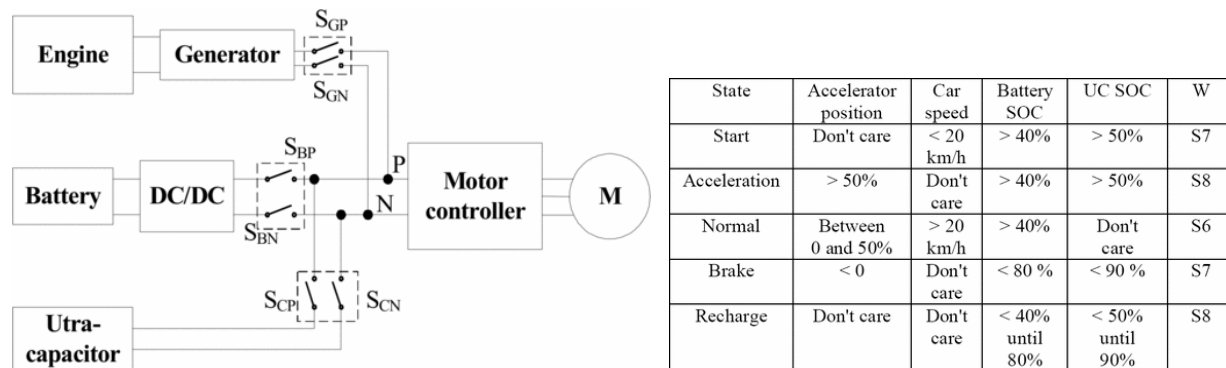 Engine
Generator
SGP
SGN
Battery
DC/DC
SBP
SBN
P
N
Motor
controller
M
SCP
SCN
Utra-
capacitor
State
Accelerator
position
Car
speed
Battery
SOC
UC SOC
W
Start
Don't care
< 20
km/h
> 40%
> 50%
S7
Acceleration
> 50%
Don't
care
> 40%
> 50%
S8
Normal
Between
0 and 50%
> 20
km/h
> 40%
Don't
care
S6
Brake
< 0
Don't
care
< 80 %
< 90 %
S7
Recharge
Don't care
Don't
care
< 40%
until
80%
< 50%
until
90%
S8